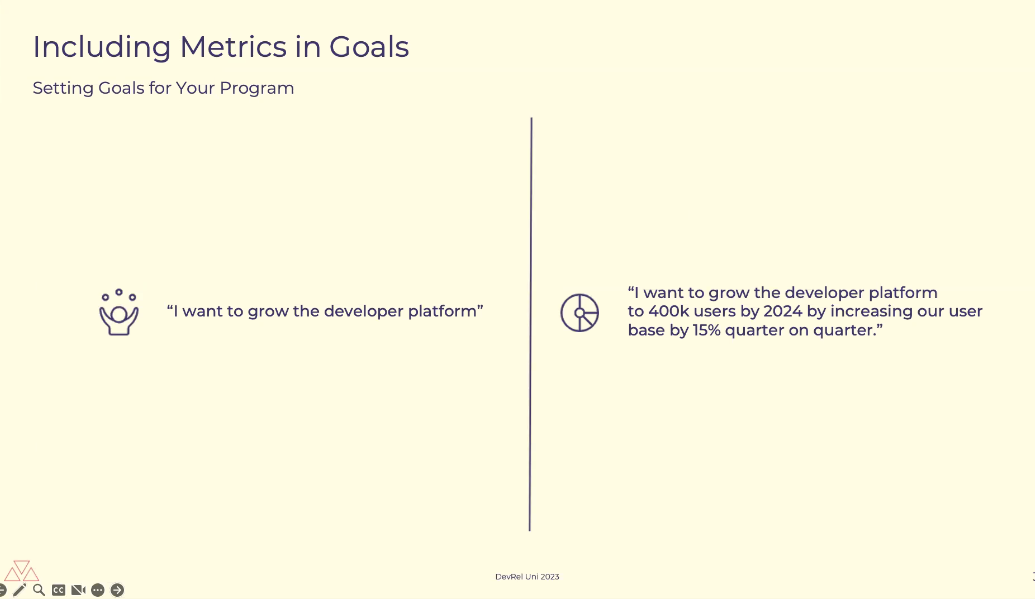 Including Metrics in Goals
Setting Goals for Your Program
“I want to grow the developer platform”
“I want to grow the developer platform
to 400k users by 2024 by increasing our user
base by 15% quarter on quarter.”
DevRel Uni 2023
CC